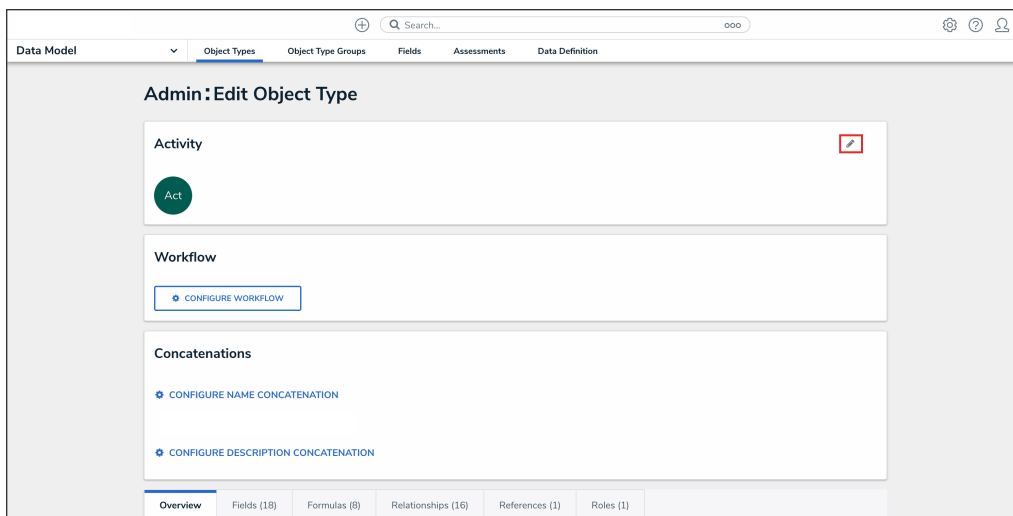 Search...
Data Model Object Types Object Type Groups Fields Assessments Data Definition
Admin:Edit Object Type
Activity
Act
Workflow
CONFIGURE WORKFLOW
Concatenations
CONFIGURE NAME CONCATENATION
CONFIGURE DESCRIPTION CONCATENATION
Overview Fields (18) Formulas (8) Relationships (16) References (1) Roles (1)